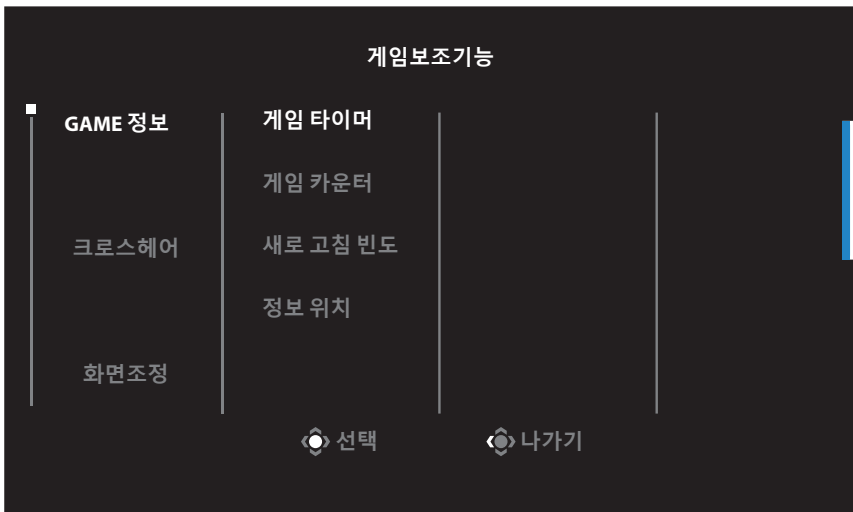 게임보조기능
GAME 정보
크로스헤어
화면조정
게임 타이머
게임 카운터
새로 고침 빈도
정보 위치
선택
나가기